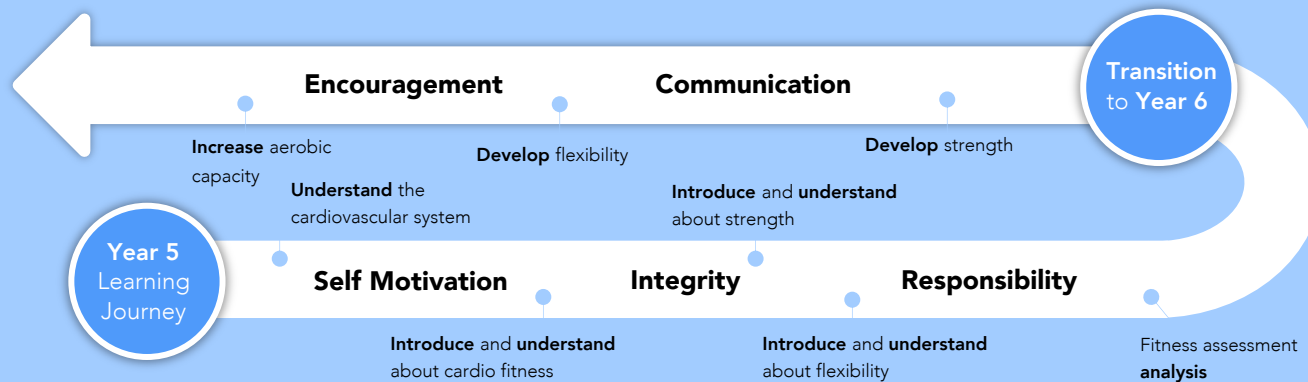 Encouragement
Communication
Transition
to Year 6
Increase aerobic
capacity
Develop flexibility
Develop strength
Understand the
cardiovascular system
Introduce and understand
about strength
Year 5
Learning
Journey
Self Motivation
Integrity
Responsibility
Introduce and understand
about cardio fitness
Introduce and understand
about flexibility
Fitness assessment
analysis